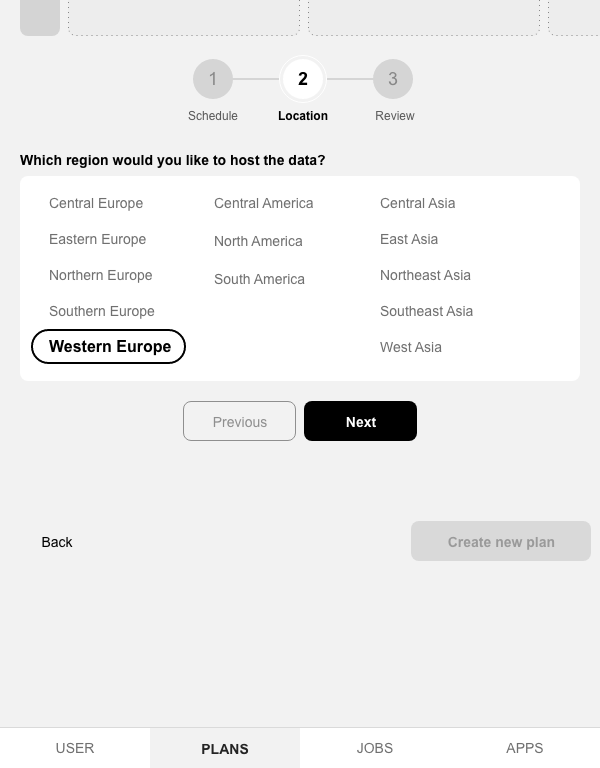 1 2 3
Schedule Location Review
Which region would you like to host the data?
Central Europe
Eastern Europe
Northern Europe
Southern Europe
Western Europe
Central America
North America
South America
Central Asia
East Asia
Northeast Asia
Southeast Asia
West Asia
Previous Next
Back Create new plan
USER PLANS JOBS APPS